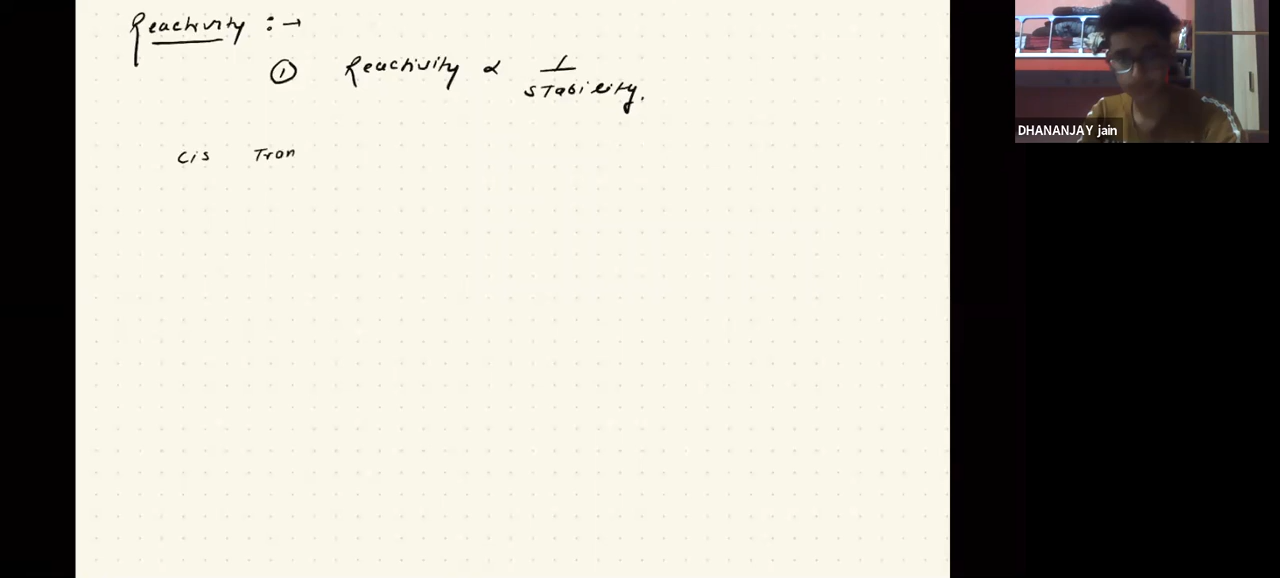 Reactivity :→
① Reactivity ∝ 1/stability.
cis Tran
DHANANJAY jain